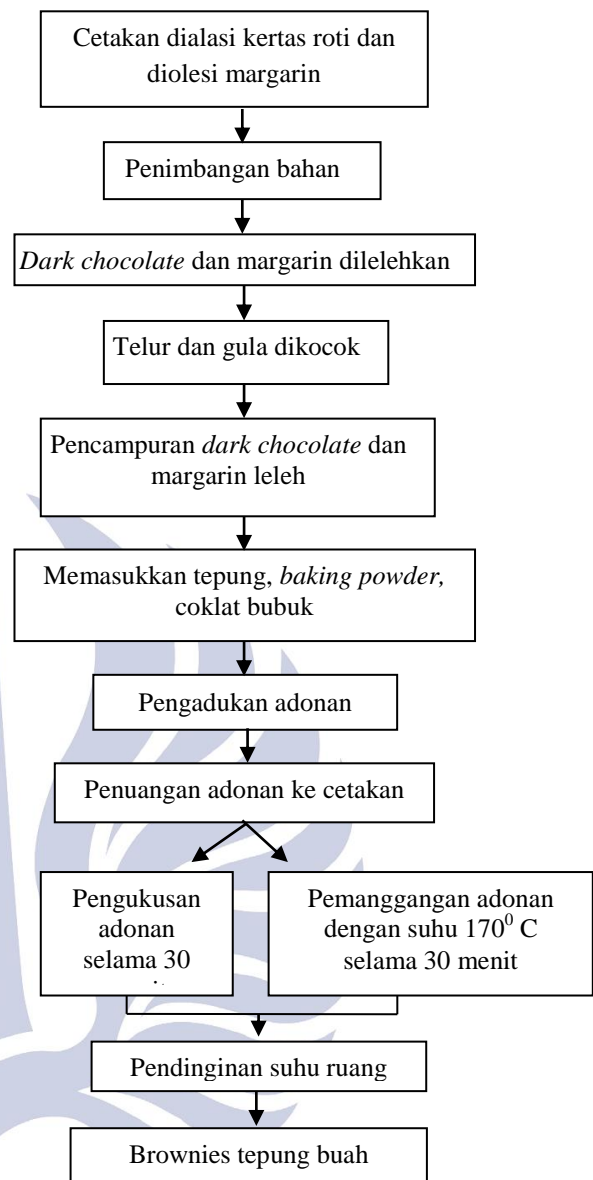 Cetakan dialasi kertas roti dan
diolesi margarin
Penimbangan bahan
Dark chocolate dan margarin dilelehkan
Telur dan gula dikocok
Pencampuran dark chocolate dan
margarin leleh
Memasukkan tepung, baking powder,
coklat bubuk
Pengadukan adonan
Penuangan adonan ke cetakan
Pengukusan
adonan
selama 30
Pemanggangan adonan
dengan suhu 170⁰ C
selama 30 menit
Pendinginan suhu ruang
Brownies tepung buah